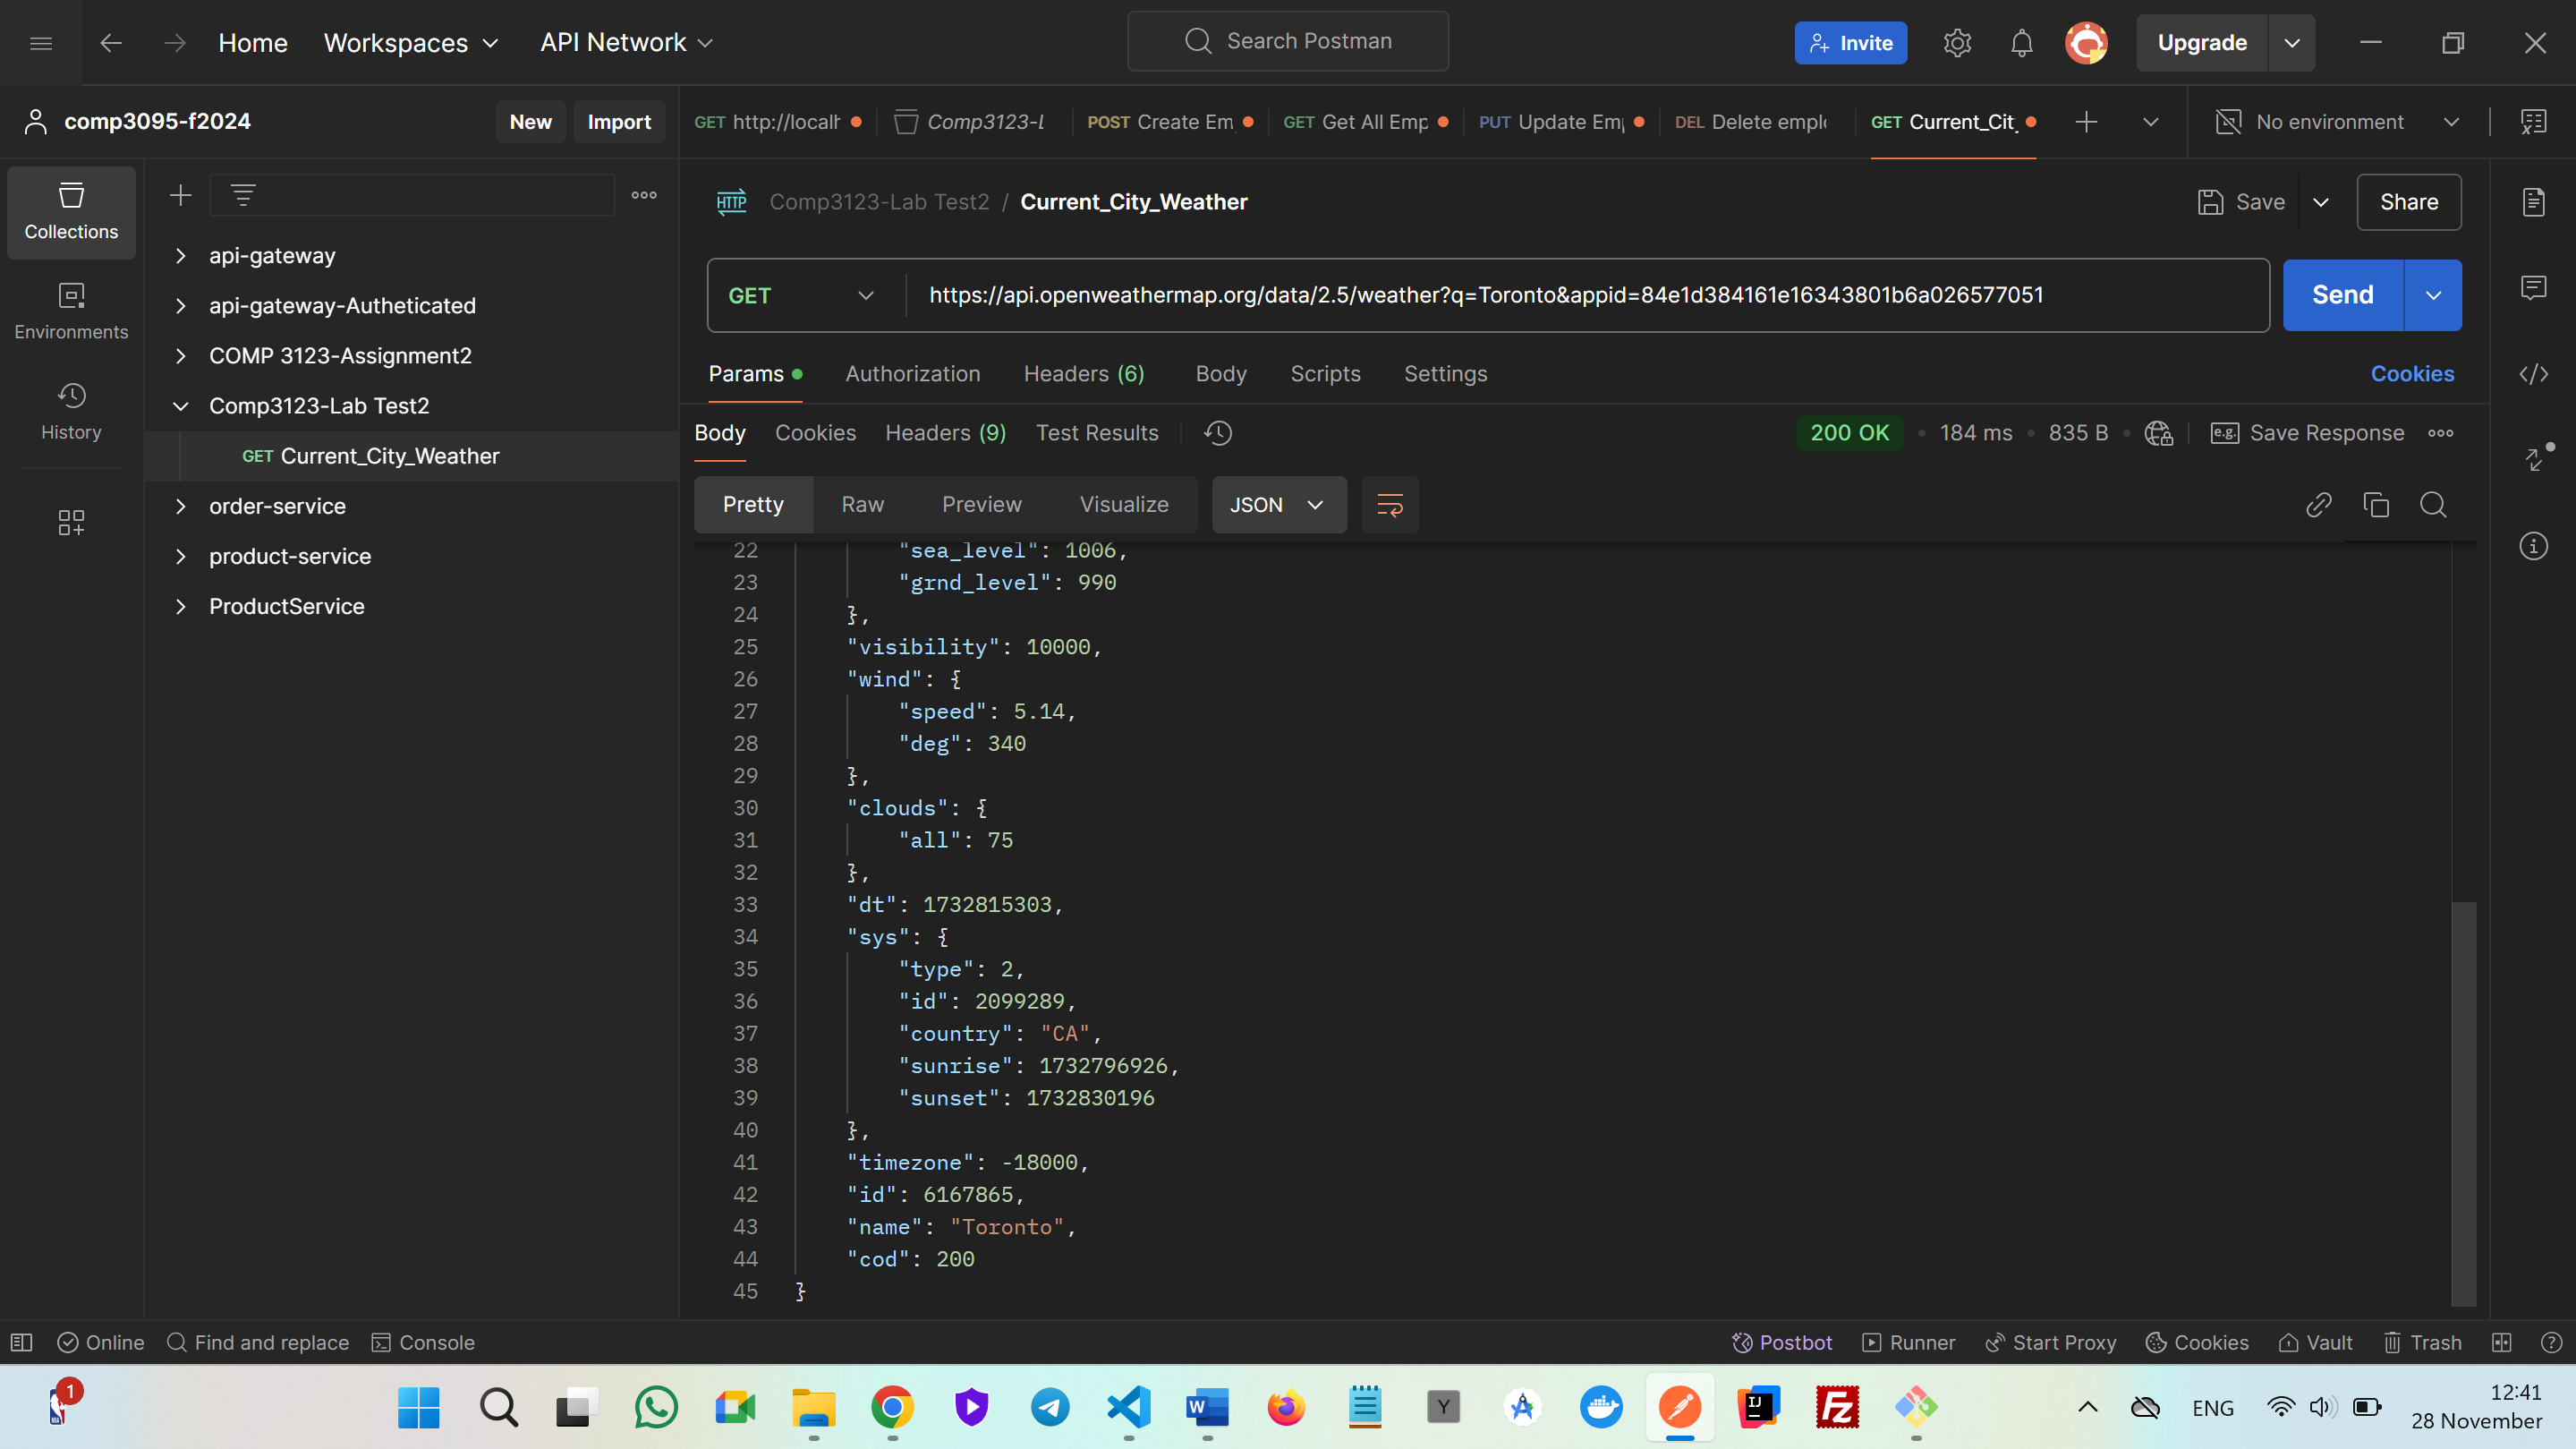 Home Workspaces API Network Search Postman Invite Upgrade
comp3095-f2024 New Import GET http://localh Comp3123-L POST Create Em GET Get All Emp PUT Update Emp DEL Delete emple GET Current_Cit No environment
Collections
Environments
History
api-gateway
api-gateway-Autheticated
COMP 3123-Assignment2
Comp3123-Lab Test2
GET Current_City_Weather
order-service
product-service
ProductService
HTTP Comp3123-Lab Test2 / Current_City_Weather Save Share
GET https://api.openweathermap.org/data/2.5/weather?q=Toronto&appid=84e1d384161e16343801b6a026577051 Send
Params Authorization Headers (6) Body Scripts Settings Cookies
Body Cookies Headers (9) Test Results 200 OK 184 ms 835 B e.g. Save Response
Pretty Raw Preview Visualize JSON
22 "sea_level": 1006,
23 "grnd_level": 990
24 },
25 "visibility": 10000,
26 "wind": {
27 "speed": 5.14,
28 "deg": 340
29 },
30 "clouds": {
31 "all": 75
32 },
33 "dt": 1732815303,
34 "sys": {
35 "type": 2,
36 "id": 2099289,
37 "country": "CA",
38 "sunrise": 1732796926,
39 "sunset": 1732830196
40 },
41 "timezone": -18000,
42 "id": 6167865,
43 "name": "Toronto",
44 "cod": 200
45 }
Online Find and replace Console Postbot Runner Start Proxy Cookies Vault Trash
1 W Y IJ FZ ENG 12:41
28 November